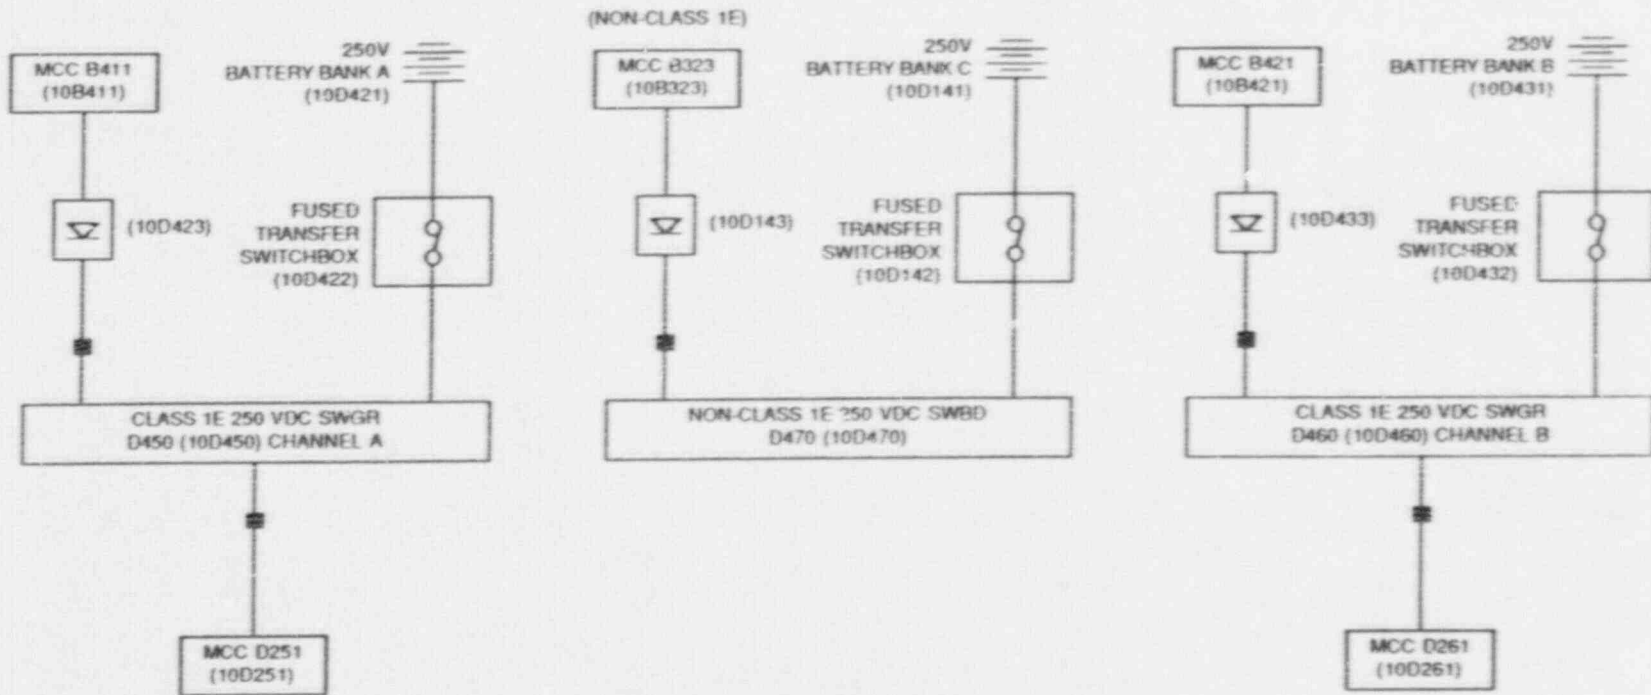 (NON-CLASS 1E)
MCC B411
(10B411)
250V
BATTERY BANK A
(10D421)
(10D423)
FUSED
TRANSFER
SWITCHBOX
(10D422)
CLASS 1E 250 VDC SWGR
D450 (10D450) CHANNEL A
MCC D251
(10D251)
MCC B323
(10B323)
250V
BATTERY BANK C
(10D141)
(10D143)
FUSED
TRANSFER
SWITCHBOX
(10D142)
NON-CLASS 1E 250 VDC SWBD
D470 (10D470)
MCC B421
(10B421)
250V
BATTERY BANK B
(10D431)
(10D433)
FUSED
TRANSFER
SWITCHBOX
(10D432)
CLASS 1E 250 VDC SWGR
D460 (10D460) CHANNEL B
MCC D261
(10D261)